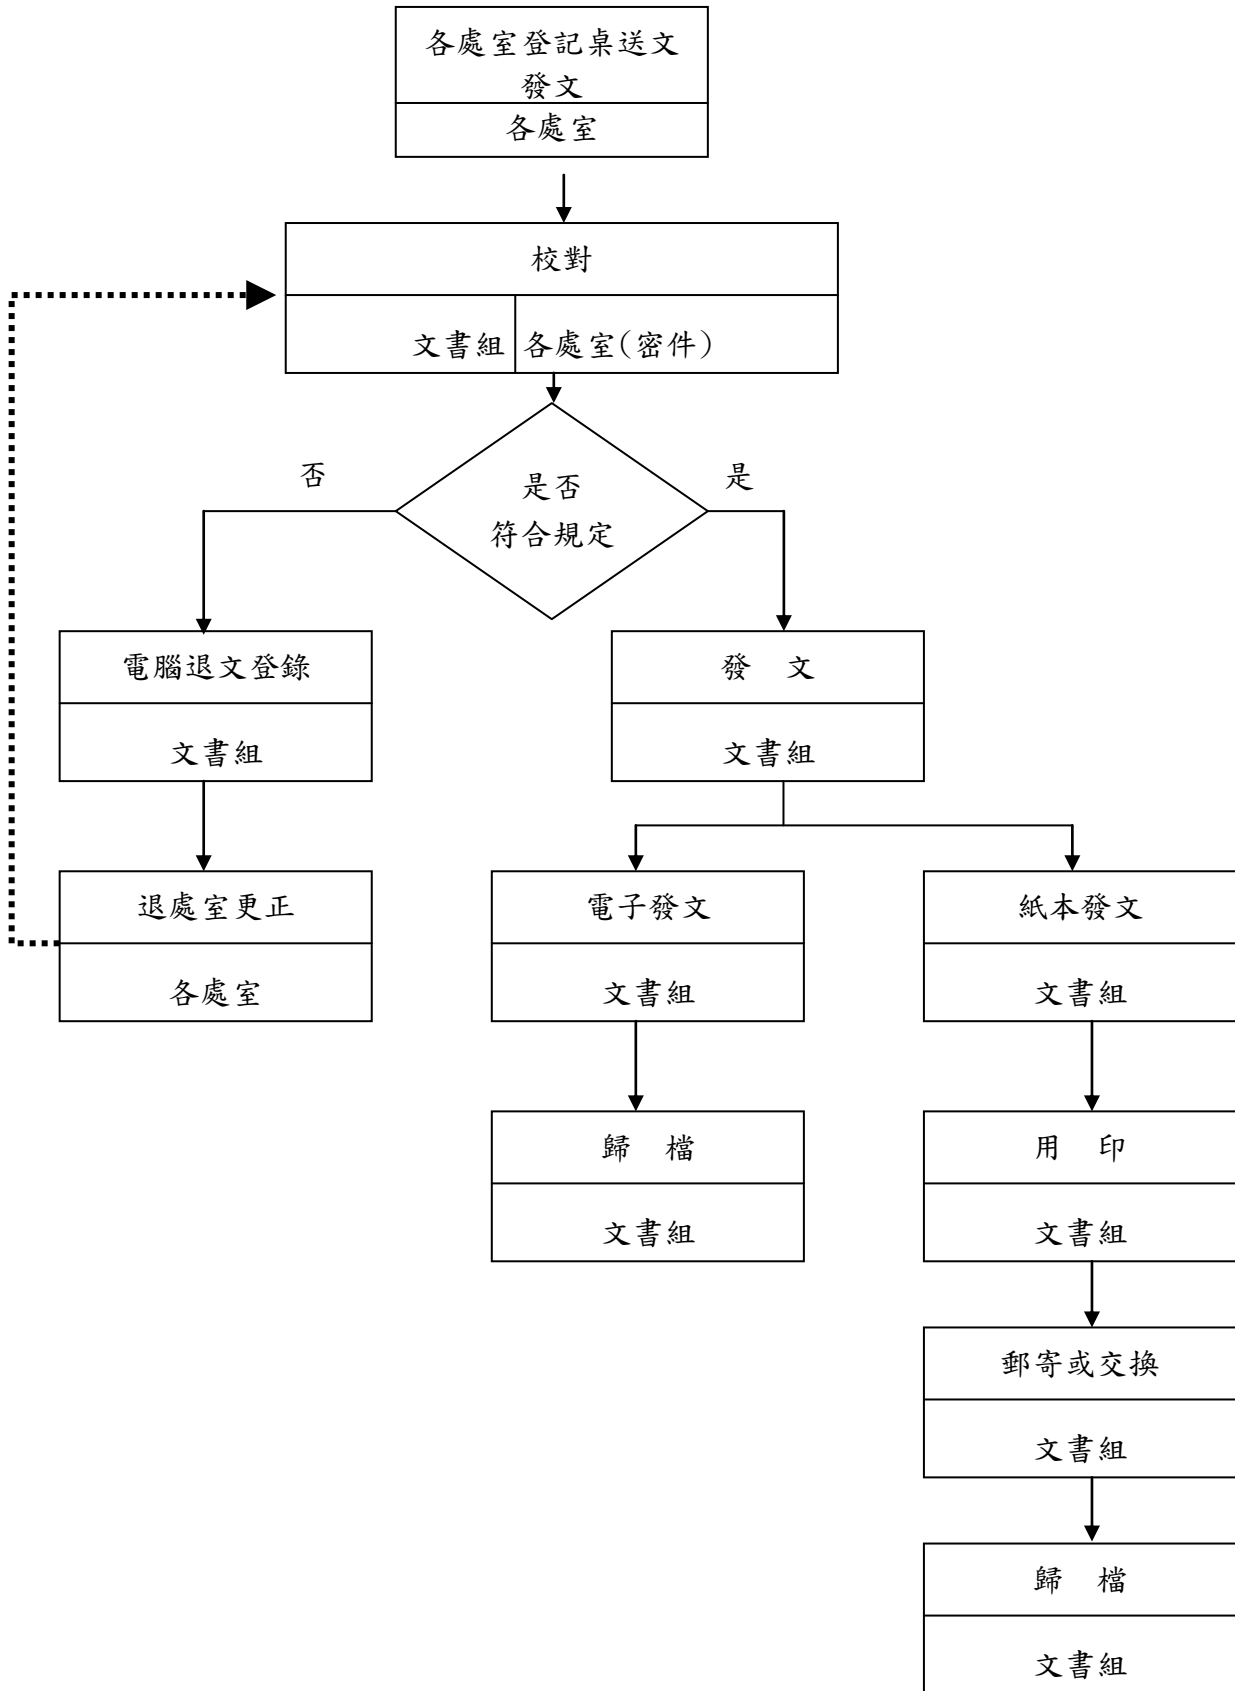 各處室登記桌送文
發文
各處室
校對
文書組
各處室(密件)
否
是
是否
符合規定
電腦退文登錄
文書組
發　文
文書組
退處室更正
各處室
電子發文
文書組
紙本發文
文書組
歸　檔
文書組
用　印
文書組
郵寄或交換
文書組
歸　檔
文書組